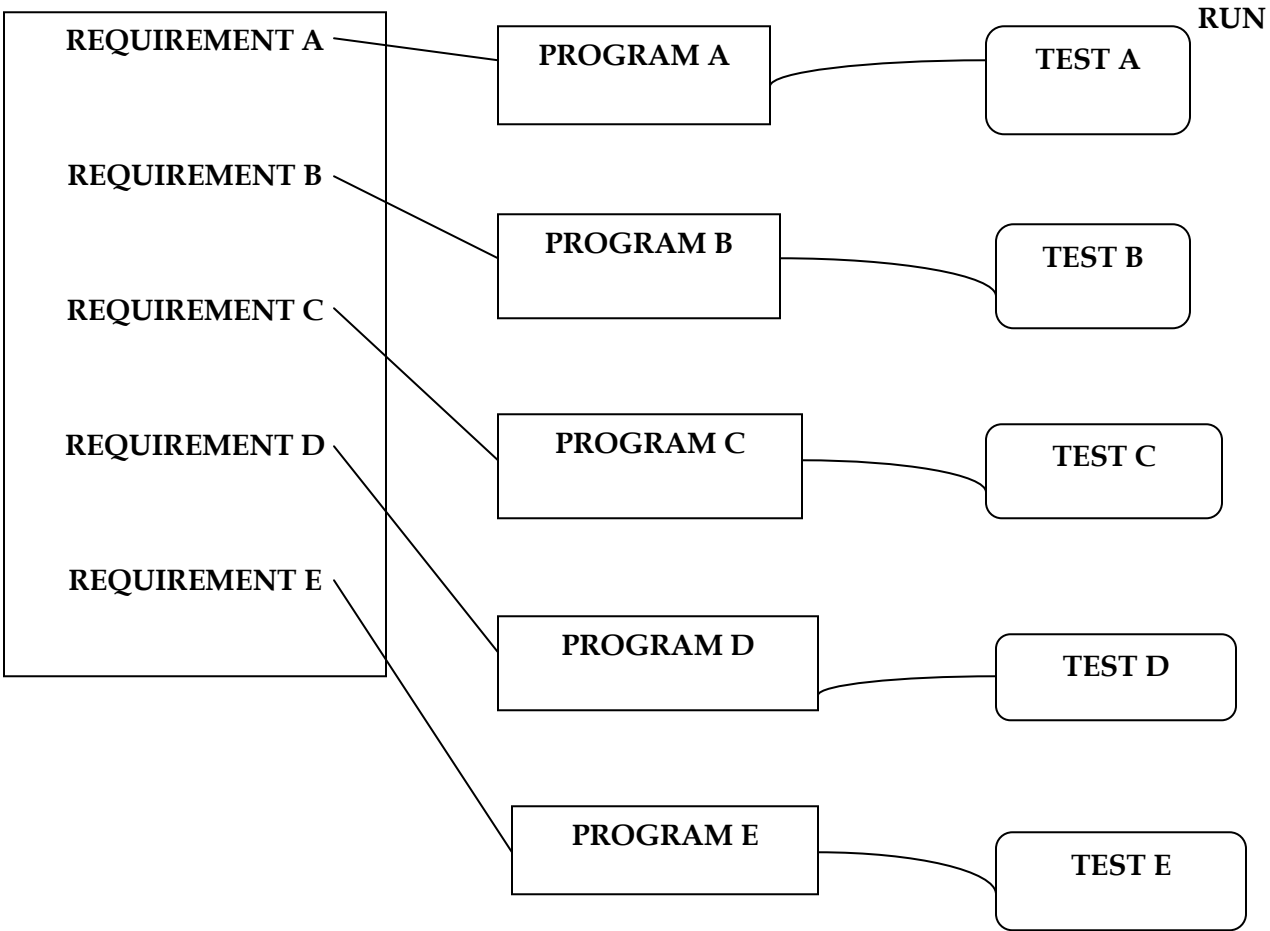 RUN
REQUIREMENT A
PROGRAM A
TEST A
REQUIREMENT B
PROGRAM B
TEST B
REQUIREMENT C
PROGRAM C
TEST C
REQUIREMENT D
PROGRAM D
TEST D
REQUIREMENT E
PROGRAM E
TEST E